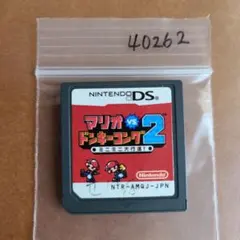 40262
NINTENDO DS
マリオ vs.
ドンキーコング2
ミニミニ大行進!
Nintendo
NTR-AMQJ-JPN